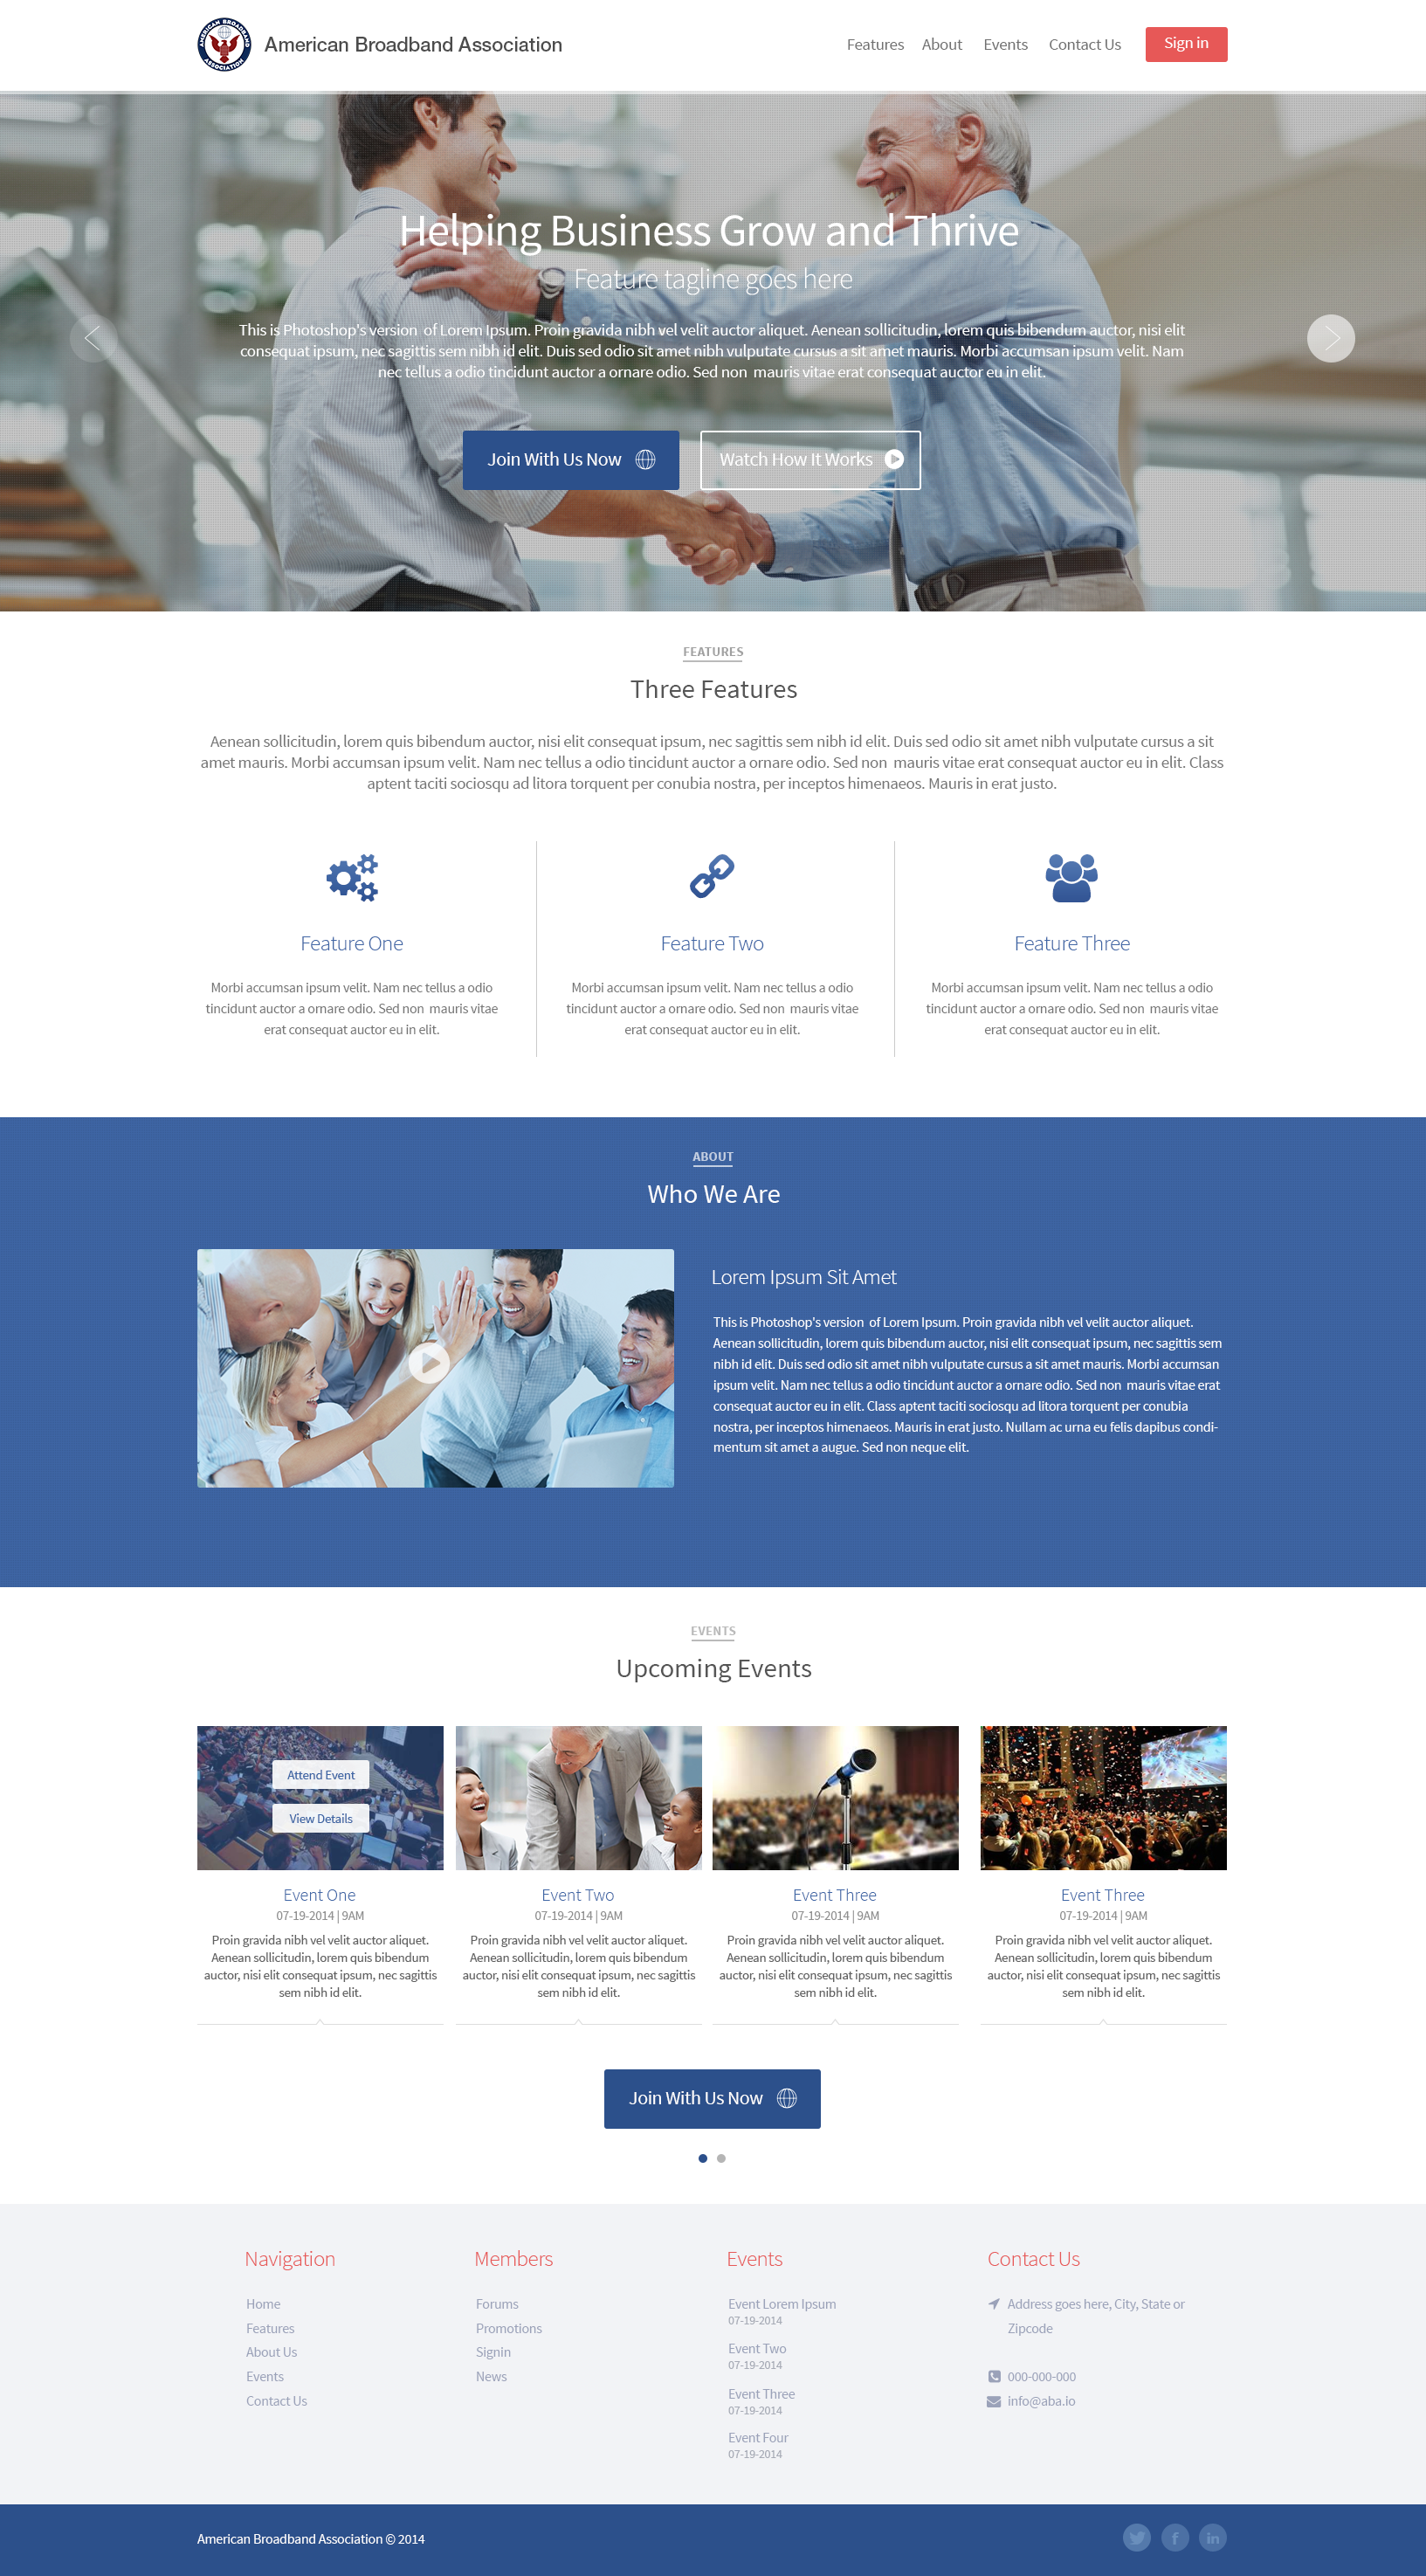 AMERICAN BROADBAND ASSOCIATION
American Broadband Association
Features About Events Contact Us Sign in
Helping Business Grow and Thrive
Feature tagline goes here
This is Photoshop's version of Lorem Ipsum. Proin gravida nibh vel velit auctor aliquet. Aenean sollicitudin, lorem quis bibendum auctor, nisi elit
consequat ipsum, nec sagittis sem nibh id elit. Duis sed odio sit amet nibh vulputate cursus a sit amet mauris. Morbi accumsan ipsum velit. Nam
nec tellus a odio tincidunt auctor a ornare odio. Sed non mauris vitae erat consequat auctor eu in elit.
Join With Us Now
Watch How It Works
FEATURES
Three Features
Aenean sollicitudin, lorem quis bibendum auctor, nisi elit consequat ipsum, nec sagittis sem nibh id elit. Duis sed odio sit amet nibh vulputate cursus a sit
amet mauris. Morbi accumsan ipsum velit. Nam nec tellus a odio tincidunt auctor a ornare odio. Sed non mauris vitae erat consequat auctor eu in elit. Class
aptent taciti sociosqu ad litora torquent per conubia nostra, per inceptos himenaeos. Mauris in erat justo.
Feature One
Morbi accumsan ipsum velit. Nam nec tellus a odio
tincidunt auctor a ornare odio. Sed non mauris vitae
erat consequat auctor eu in elit.
Feature Two
Morbi accumsan ipsum velit. Nam nec tellus a odio
tincidunt auctor a ornare odio. Sed non mauris vitae
erat consequat auctor eu in elit.
Feature Three
Morbi accumsan ipsum velit. Nam nec tellus a odio
tincidunt auctor a ornare odio. Sed non mauris vitae
erat consequat auctor eu in elit.
ABOUT
Who We Are
Lorem Ipsum Sit Amet
This is Photoshop's version of Lorem Ipsum. Proin gravida nibh vel velit auctor aliquet.
Aenean sollicitudin, lorem quis bibendum auctor, nisi elit consequat ipsum, nec sagittis sem
nibh id elit. Duis sed odio sit amet nibh vulputate cursus a sit amet mauris. Morbi accumsan
ipsum velit. Nam nec tellus a odio tincidunt auctor a ornare odio. Sed non mauris vitae erat
consequat auctor eu in elit. Class aptent taciti sociosqu ad litora torquent per conubia
nostra, per inceptos himenaeos. Mauris in erat justo. Nullam ac urna eu felis dapibus condi-
mentum sit amet a augue. Sed non neque elit.
EVENTS
Upcoming Events
Attend Event
View Details
Event One
07-19-2014 | 9AM
Proin gravida nibh vel velit auctor aliquet.
Aenean sollicitudin, lorem quis bibendum
auctor, nisi elit consequat ipsum, nec sagittis
sem nibh id elit.
Event Two
07-19-2014 | 9AM
Proin gravida nibh vel velit auctor aliquet.
Aenean sollicitudin, lorem quis bibendum
auctor, nisi elit consequat ipsum, nec sagittis
sem nibh id elit.
Event Three
07-19-2014 | 9AM
Proin gravida nibh vel velit auctor aliquet.
Aenean sollicitudin, lorem quis bibendum
auctor, nisi elit consequat ipsum, nec sagittis
sem nibh id elit.
Event Three
07-19-2014 | 9AM
Proin gravida nibh vel velit auctor aliquet.
Aenean sollicitudin, lorem quis bibendum
auctor, nisi elit consequat ipsum, nec sagittis
sem nibh id elit.
Join With Us Now
Navigation
Home
Features
About Us
Events
Contact Us
Members
Forums
Promotions
Signin
News
Events
Event Lorem Ipsum
07-19-2014
Event Two
07-19-2014
Event Three
07-19-2014
Event Four
07-19-2014
Contact Us
Address goes here, City, State or
Zipcode
000-000-000
info@aba.io
American Broadband Association © 2014
f in